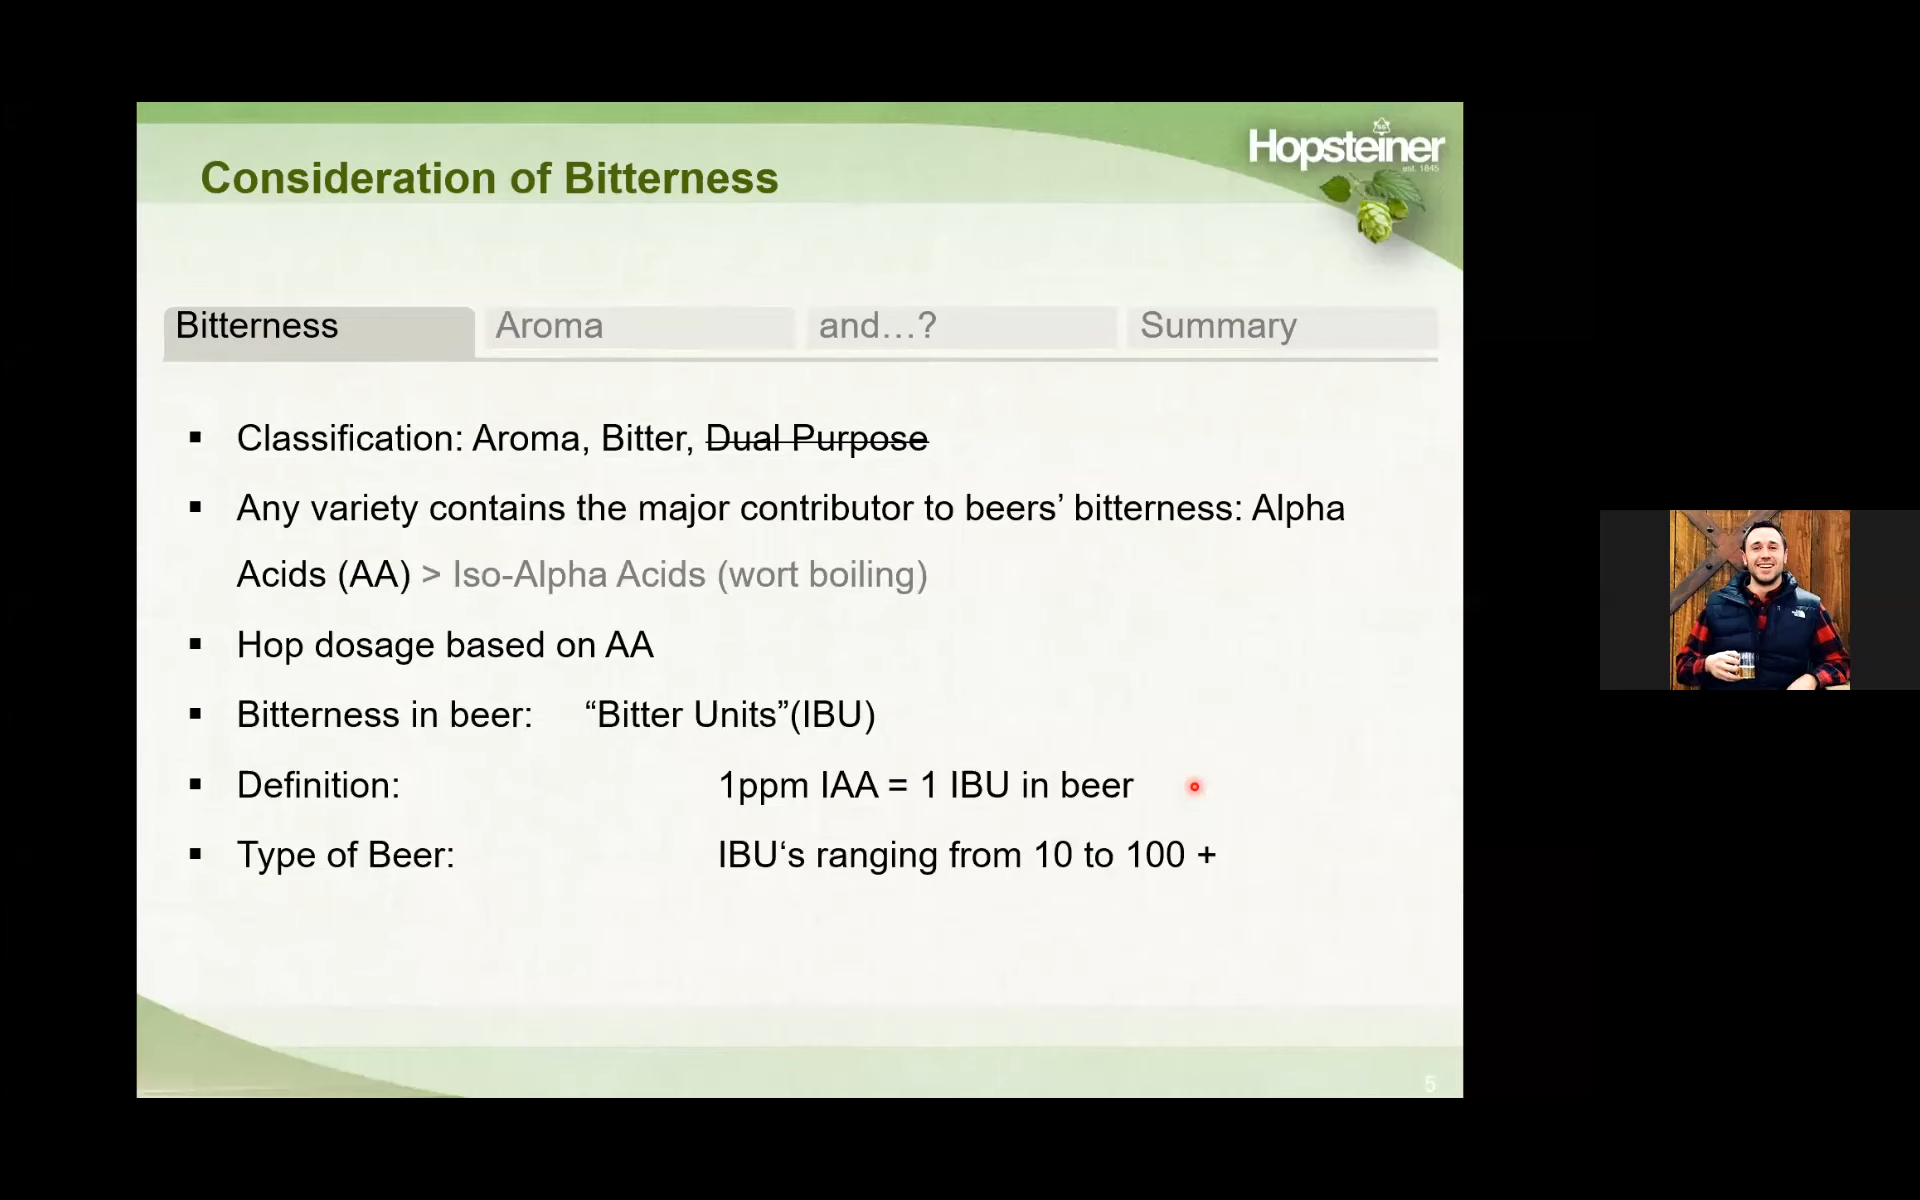 Hopsteiner
est. 1845
Consideration of Bitterness
Bitterness
Aroma
and…?
Summary
▪ Classification: Aroma, Bitter, Dual Purpose
▪ Any variety contains the major contributor to beers’ bitterness: Alpha
Acids (AA) > Iso-Alpha Acids (wort boiling)
▪ Hop dosage based on AA
▪ Bitterness in beer: “Bitter Units”(IBU)
▪ Definition: 1ppm IAA = 1 IBU in beer
▪ Type of Beer: IBU‘s ranging from 10 to 100 +
5